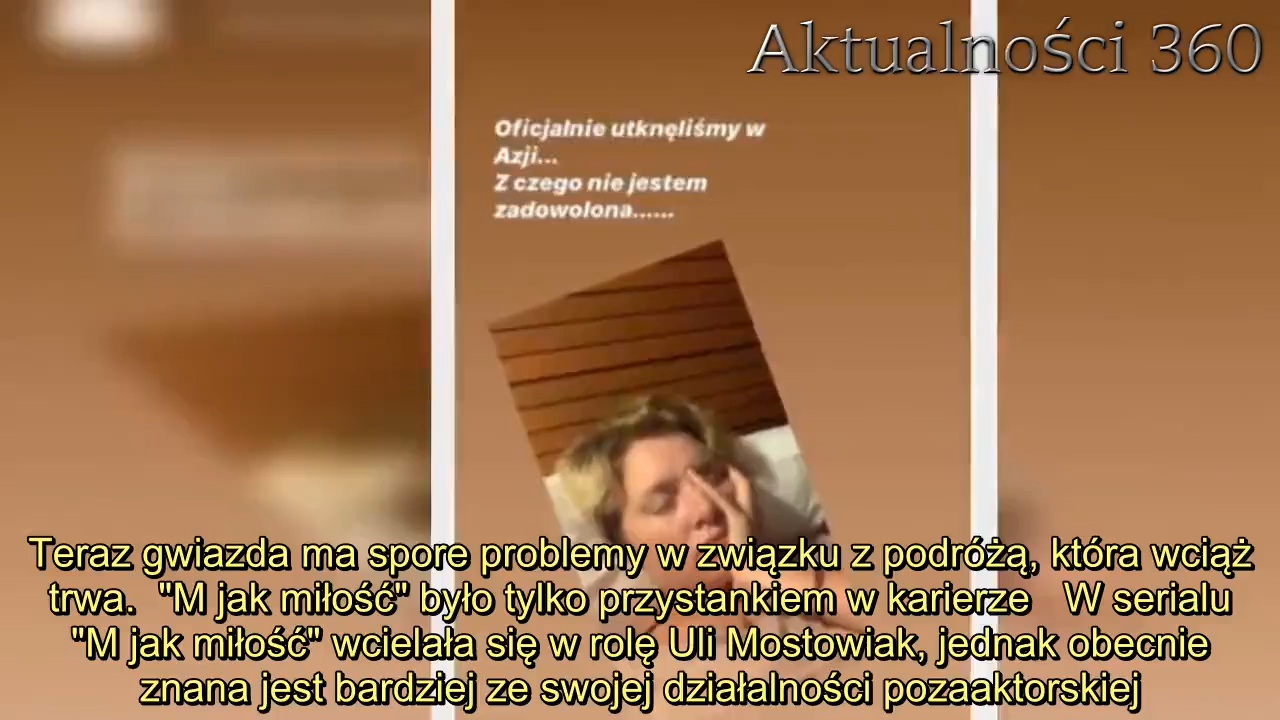 Aktualności 360
Oficjalnie utknęliśmy w
Azji...
Z czego nie jestem
zadowolona......
Teraz gwiazda ma spore problemy w związku z podróżą, która wciąż
trwa. "M jak miłość" było tylko przystankiem w karierze W serialu
"M jak miłość" wcielała się w rolę Uli Mostowiak, jednak obecnie
znana jest bardziej ze swojej działalności pozaaktorskiej